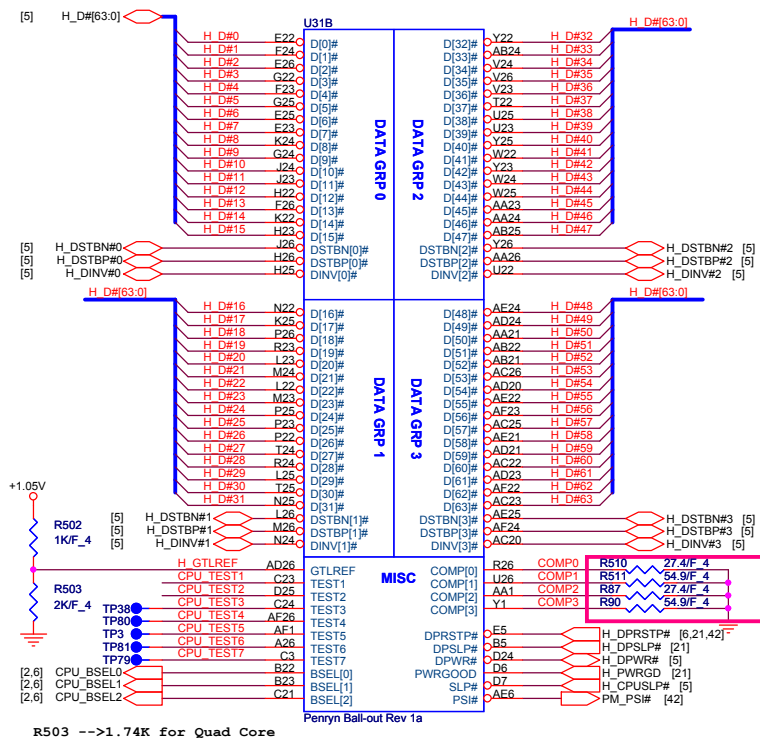 U31B
[5] H_D#[63:0] H_D#[63:0]
H_D#0 E22 D[0]# D[32]# Y22 H_D#32
H_D#1 F24 D[1]# D[33]# AB24 H_D#33
H_D#2 E26 D[2]# D[34]# V24 H_D#34
H_D#3 G22 D[3]# D[35]# V26 H_D#35
H_D#4 F23 D[4]# D[36]# V23 H_D#36
H_D#5 G25 D[5]# D[37]# T22 H_D#37
H_D#6 E25 D[6]# D[38]# U25 H_D#38
H_D#7 E23 D[7]# D[39]# U23 H_D#39
H_D#8 K24 D[8]# D[40]# Y25 H_D#40
H_D#9 G24 D[9]# D[41]# W22 H_D#41
H_D#10 J24 D[10]# D[42]# Y23 H_D#42
H_D#11 J23 D[11]# D[43]# W24 H_D#43
H_D#12 H22 D[12]# D[44]# W25 H_D#44
H_D#13 F26 D[13]# D[45]# AA23 H_D#45
H_D#14 K22 D[14]# D[46]# AA24 H_D#46
H_D#15 H23 D[15]# D[47]# AB25 H_D#47
DATA GRP 0
DATA GRP 2
[5] H_DSTBN#0 J26 DSTBN[0]# DSTBN[2]# Y26 H_DSTBN#2 [5]
[5] H_DSTBP#0 H26 DSTBP[0]# DSTBP[2]# AA26 H_DSTBP#2 [5]
[5] H_DINV#0 H25 DINV[0]# DINV[2]# U22 H_DINV#2 [5]
H_D#[63:0] H_D#[63:0]
H_D#16 N22 D[16]# D[48]# AE24 H_D#48
H_D#17 K25 D[17]# D[49]# AD24 H_D#49
H_D#18 P26 D[18]# D[50]# AA21 H_D#50
H_D#19 R23 D[19]# D[51]# AB22 H_D#51
H_D#20 L23 D[20]# D[52]# AB21 H_D#52
H_D#21 M24 D[21]# D[53]# AC26 H_D#53
H_D#22 L22 D[22]# D[54]# AD20 H_D#54
H_D#23 M23 D[23]# D[55]# AE22 H_D#55
H_D#24 P25 D[24]# D[56]# AF23 H_D#56
H_D#25 P23 D[25]# D[57]# AC25 H_D#57
H_D#26 P22 D[26]# D[58]# AE21 H_D#58
H_D#27 T24 D[27]# D[59]# AD21 H_D#59
H_D#28 R24 D[28]# D[60]# AC22 H_D#60
H_D#29 L25 D[29]# D[61]# AD23 H_D#61
H_D#30 T25 D[30]# D[62]# AF22 H_D#62
H_D#31 N25 D[31]# D[63]# AC23 H_D#63
DATA GRP 1
DATA GRP 3
[5] H_DSTBN#1 L26 DSTBN[1]# DSTBN[3]# AE25 H_DSTBN#3 [5]
[5] H_DSTBP#1 M26 DSTBP[1]# DSTBP[3]# AF24 H_DSTBP#3 [5]
[5] H_DINV#1 N24 DINV[1]# DINV[3]# AC20 H_DINV#3 [5]
+1.05V
R502
1K/F_4
R503
2K/F_4
MISC
H_GTLREF AD26 GTLREF COMP[0] R26 COMP0 R510 27.4/F_4
CPU_TEST1 C23 TEST1 COMP[1] U26 COMP1 R511 54.9/F_4
CPU_TEST2 D25 TEST2 COMP[2] AA1 COMP2 R87 27.4/F_4
TP38 CPU_TEST3 C24 TEST3 COMP[3] Y1 COMP3 R90 54.9/F_4
TP80 CPU_TEST4 AF26 TEST4
TP3 CPU_TEST5 AF1 TEST5 DPRSTP# E5 H_DPRSTP# [6,21,42]
TP81 CPU_TEST6 A26 TEST6 DPSLP# B5 H_DPSLP# [21]
TP79 CPU_TEST7 C3 TEST7 DPWR# D24 H_DPWR# [5]
[2,6] CPU_BSEL0 B22 BSEL[0] PWRGOOD D6 H_PWRGD [21]
[2,6] CPU_BSEL1 B23 BSEL[1] SLP# D7 H_CPUSLP# [5]
[2,6] CPU_BSEL2 C21 BSEL[2] PSI# AE6 PM_PSI# [42]
Penryn Ball-out Rev 1a
R503 -->1.74K for Quad Core